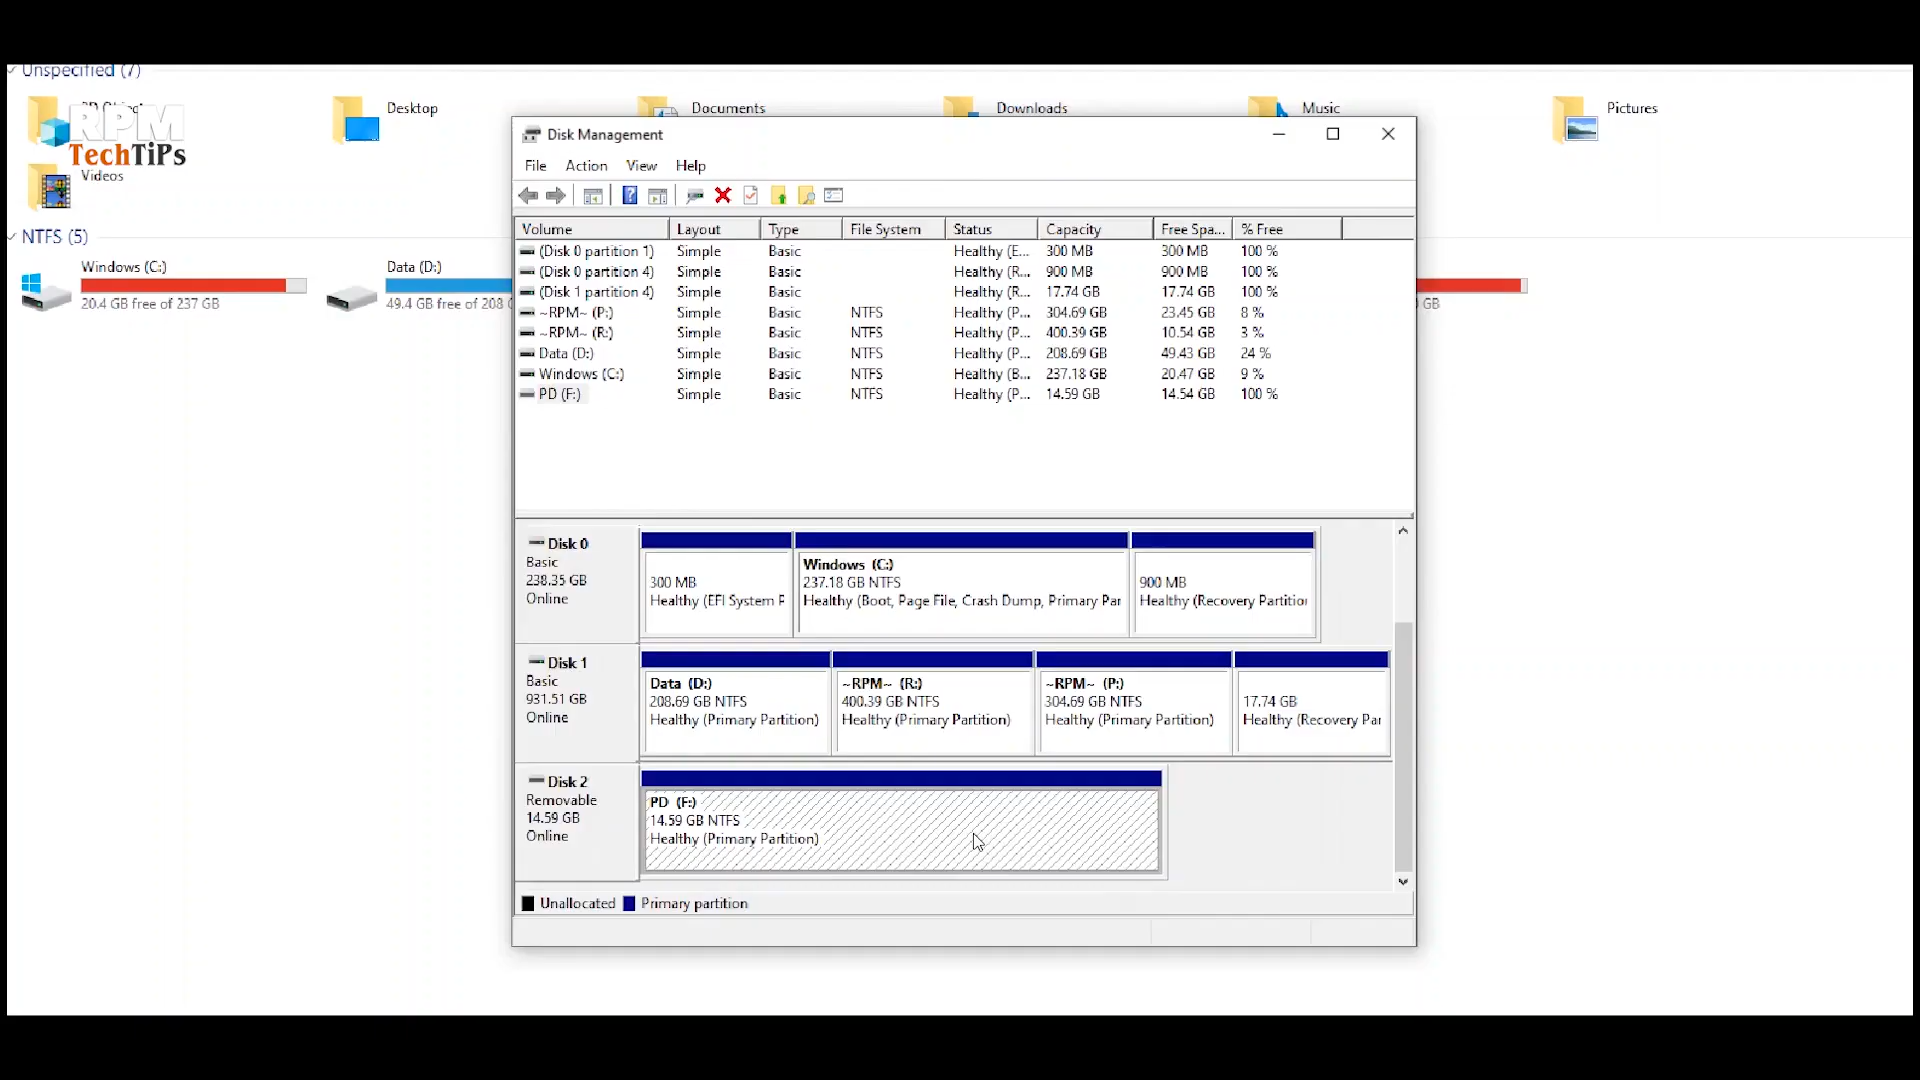 Unspecified (7)
Desktop
Documents
Downloads
Music
Pictures
RPM
TechTiPs
Videos
NTFS (5)
Windows (C:)
20.4 GB free of 237 GB
Data (D:)
49.4 GB free of 208 G
GB
Disk Management
File Action View Help
Volume Layout Type File System Status Capacity Free Spa... % Free
(Disk 0 partition 1) Simple Basic Healthy (E... 300 MB 300 MB 100 %
(Disk 0 partition 4) Simple Basic Healthy (R... 900 MB 900 MB 100 %
(Disk 1 partition 4) Simple Basic Healthy (R... 17.74 GB 17.74 GB 100 %
~RPM~ (P:) Simple Basic NTFS Healthy (P... 304.69 GB 23.45 GB 8 %
~RPM~ (R:) Simple Basic NTFS Healthy (P... 400.39 GB 10.54 GB 3 %
Data (D:) Simple Basic NTFS Healthy (P... 208.69 GB 49.43 GB 24 %
Windows (C:) Simple Basic NTFS Healthy (B... 237.18 GB 20.47 GB 9 %
PD (F:) Simple Basic NTFS Healthy (P... 14.59 GB 14.54 GB 100 %
Disk 0
Basic
238.35 GB
Online
300 MB
Healthy (EFI System P
Windows (C:)
237.18 GB NTFS
Healthy (Boot, Page File, Crash Dump, Primary Par
900 MB
Healthy (Recovery Partition
Disk 1
Basic
931.51 GB
Online
Data (D:)
208.69 GB NTFS
Healthy (Primary Partition)
~RPM~ (R:)
400.39 GB NTFS
Healthy (Primary Partition)
~RPM~ (P:)
304.69 GB NTFS
Healthy (Primary Partition)
17.74 GB
Healthy (Recovery Par
Disk 2
Removable
14.59 GB
Online
PD (F:)
14.59 GB NTFS
Healthy (Primary Partition)
Unallocated Primary partition